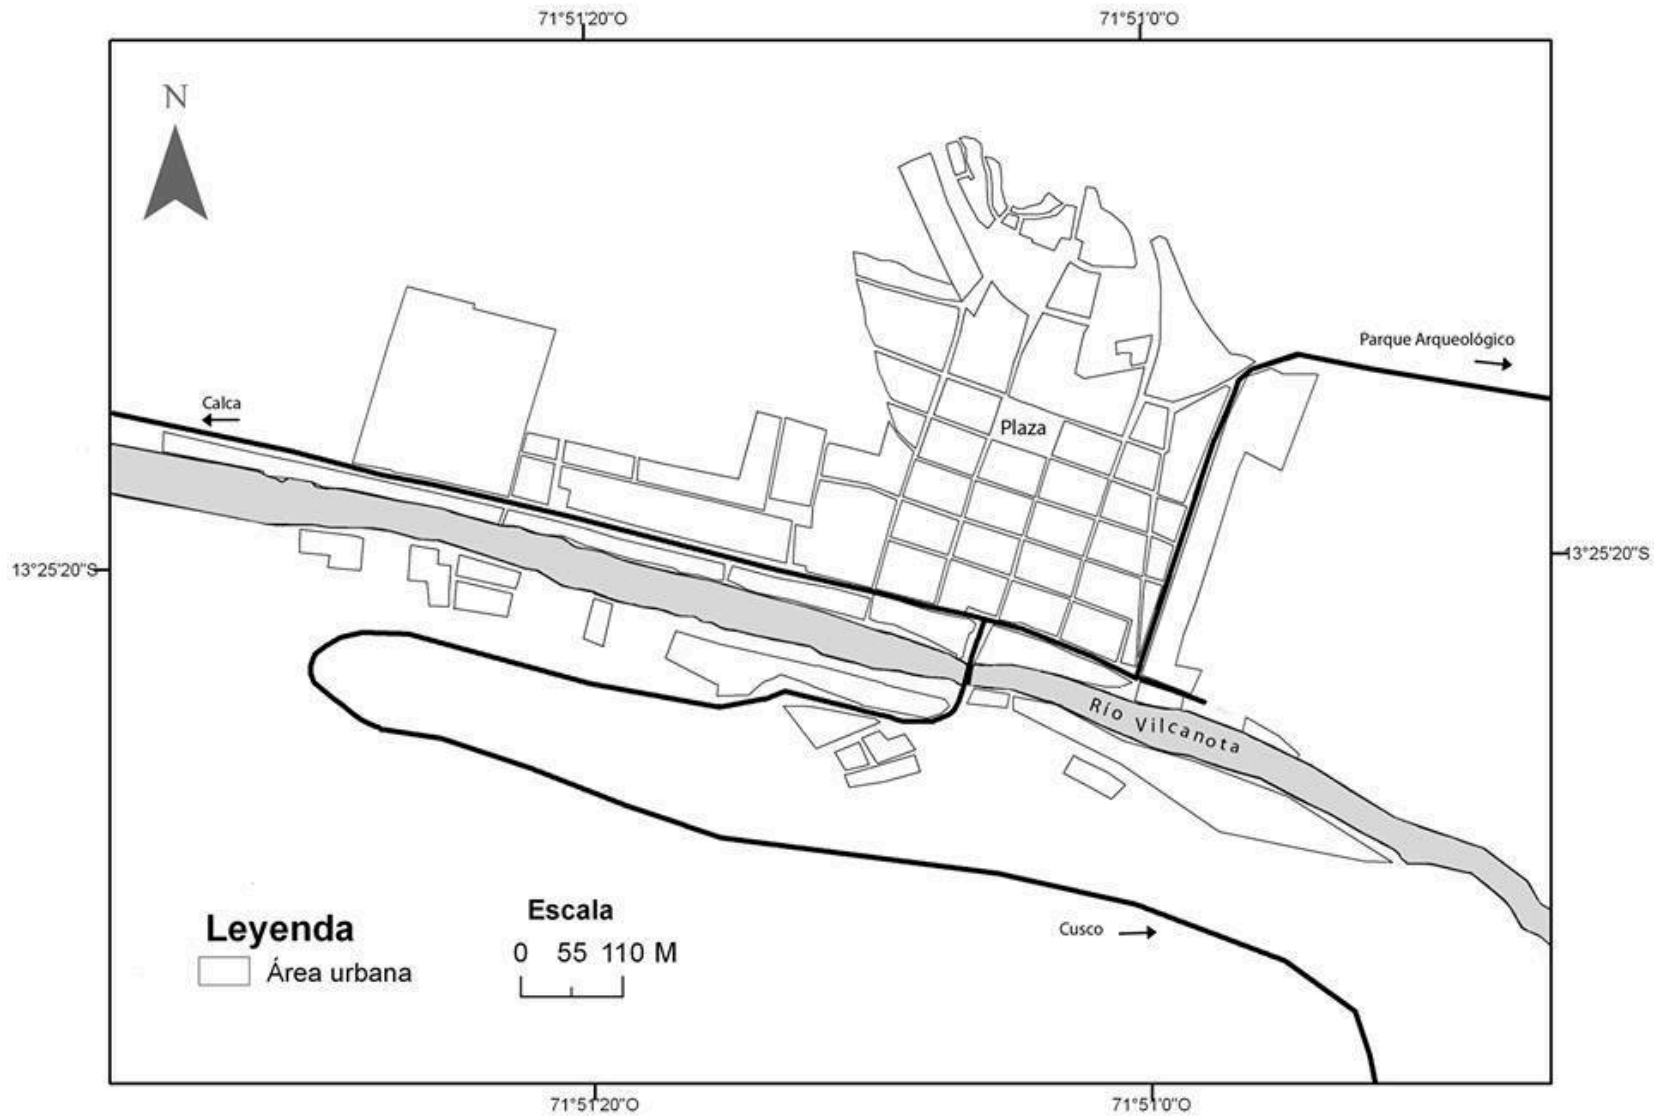 71°51'20"O
71°51'0"O
N
Parque Arqueológico
Calca
Plaza
13°25'20"S
13°25'20"S
Río Vilcanota
Leyenda
Área urbana
Escala
0 55 110 M
Cusco
71°51'20"O
71°51'0"O